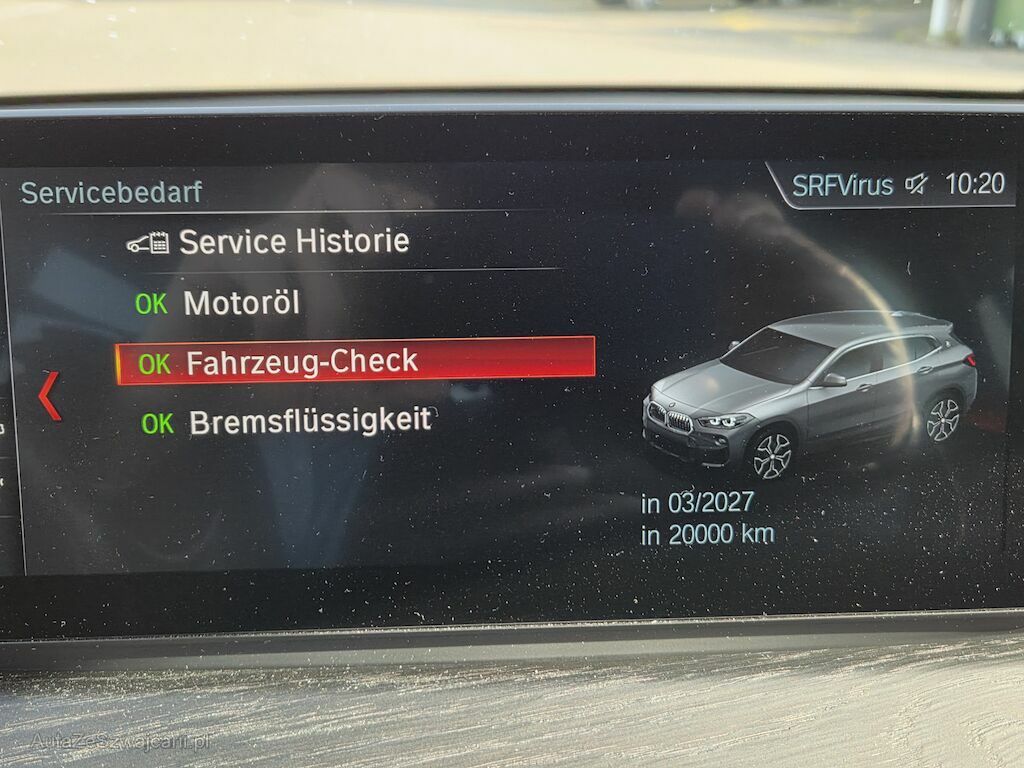 Servicebedarf
SRFVirus 10:20
Service Historie
OK Motoröl
OK Fahrzeug-Check
OK Bremsflüssigkeit
in 03/2027
in 20000 km
AutaZeSzwajcarii.pl